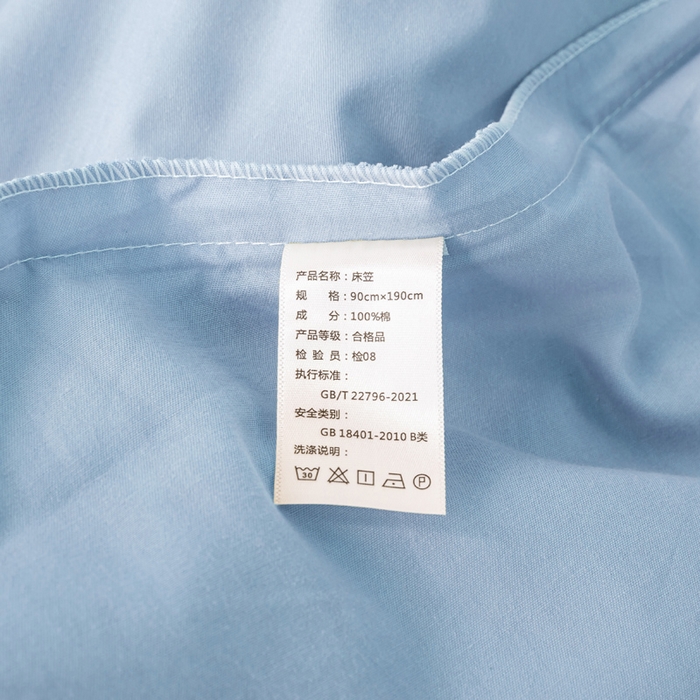 产品名称：床笠
规　格：90cm×190cm
成　分：100%棉
产品等级：合格品
检 验 员：检08
执行标准：
GB/T 22796-2021
安全类别：
GB 18401-2010 B类
洗涤说明：
30 P